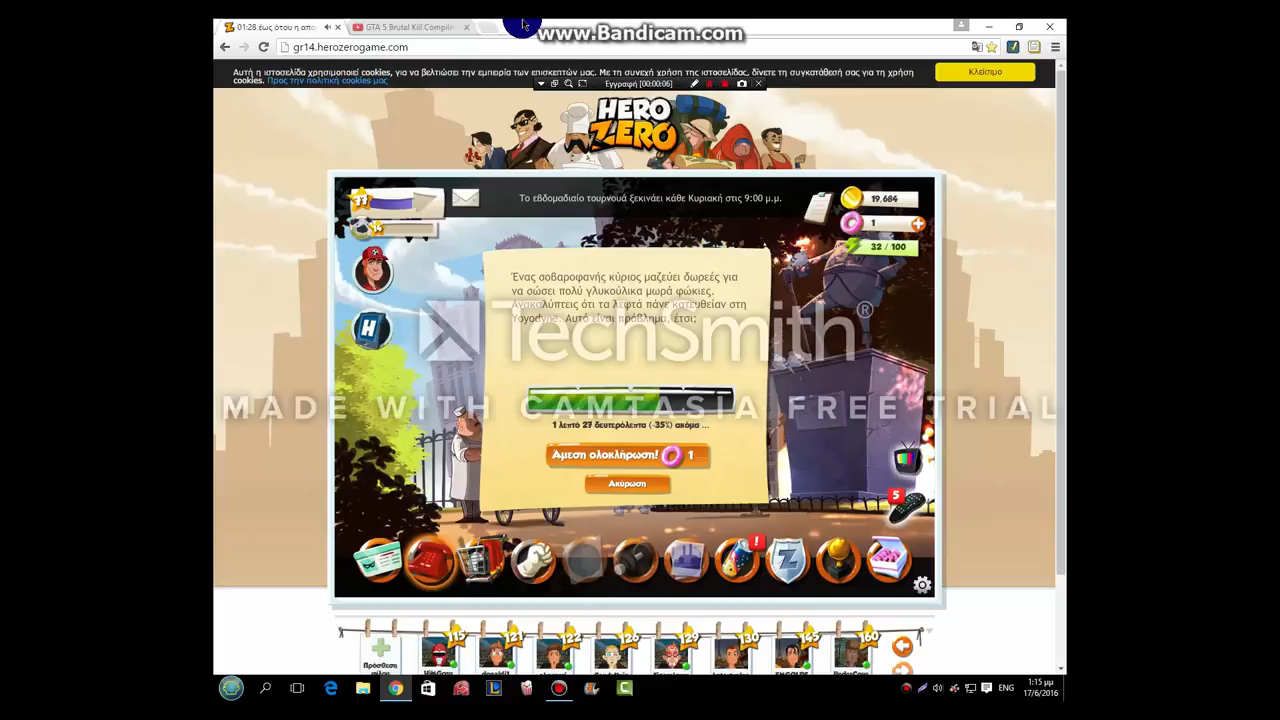 www.Bandicam.com
01:28 έως ότου η απο
GTA 5 Brutal Kill Compilin
gr14.herozerogame.com
Αυτή η ιστοσελίδα χρησιμοποιεί cookies, για να βελτιώσει την εμπειρία των επισκεπτών μας. Με τη συνεχή χρήση της ιστοσελίδας, δίνετε τη συγκατάθεσή σας για τη χρήση
cookies. Προς την πολιτική cookies μας
Κλείσιμο
Εγγραφή [00:00:06]
HERO
ZERO
Το εβδομαδιαίο τουρνουά ξεκινάει κάθε Κυριακή στις 9:00 μ.μ.
19,684
1
32 / 100
Ένας σοβαροφανής κύριος μαζεύει δωρεές για
να σώσει πολύ γλυκούλικα μωρά φώκιες.
Ανακαλύπτεις ότι τα λεφτά πάνε κατευθείαν στη
Yoyodyne. Αυτό είναι πρόβλημα, έτσι;
TechSmith®
MADE WITH CAMTASIA FREE TRIAL
1 λεπτό 27 δευτερόλεπτα (-35%) ακόμα ...
Άμεση ολοκλήρωση! 1
Ακύρωση
5
H
Z
!
115 121 122 126 129 130 145 160
Πρόσθεση
ENG
1:15 μμ
17/6/2016